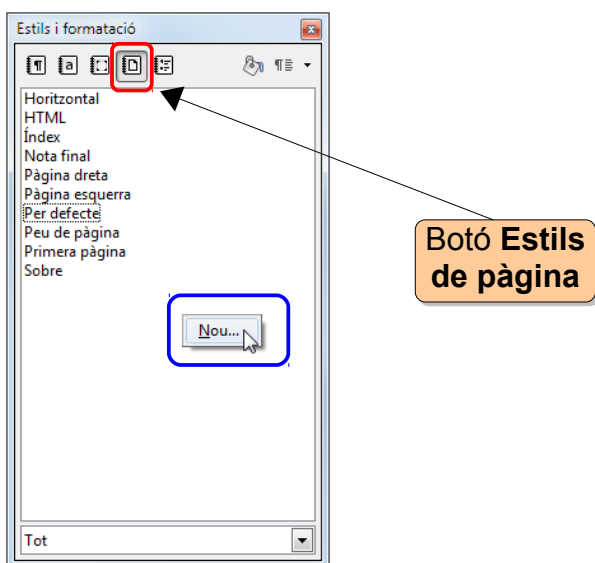 Estils i formatació
Horitzontal
HTML
Índex
Nota final
Pàgina dreta
Pàgina esquerra
Per defecte
Peu de pàgina
Primera pàgina
Sobre
Botó Estils
de pàgina
Nou...
Tot